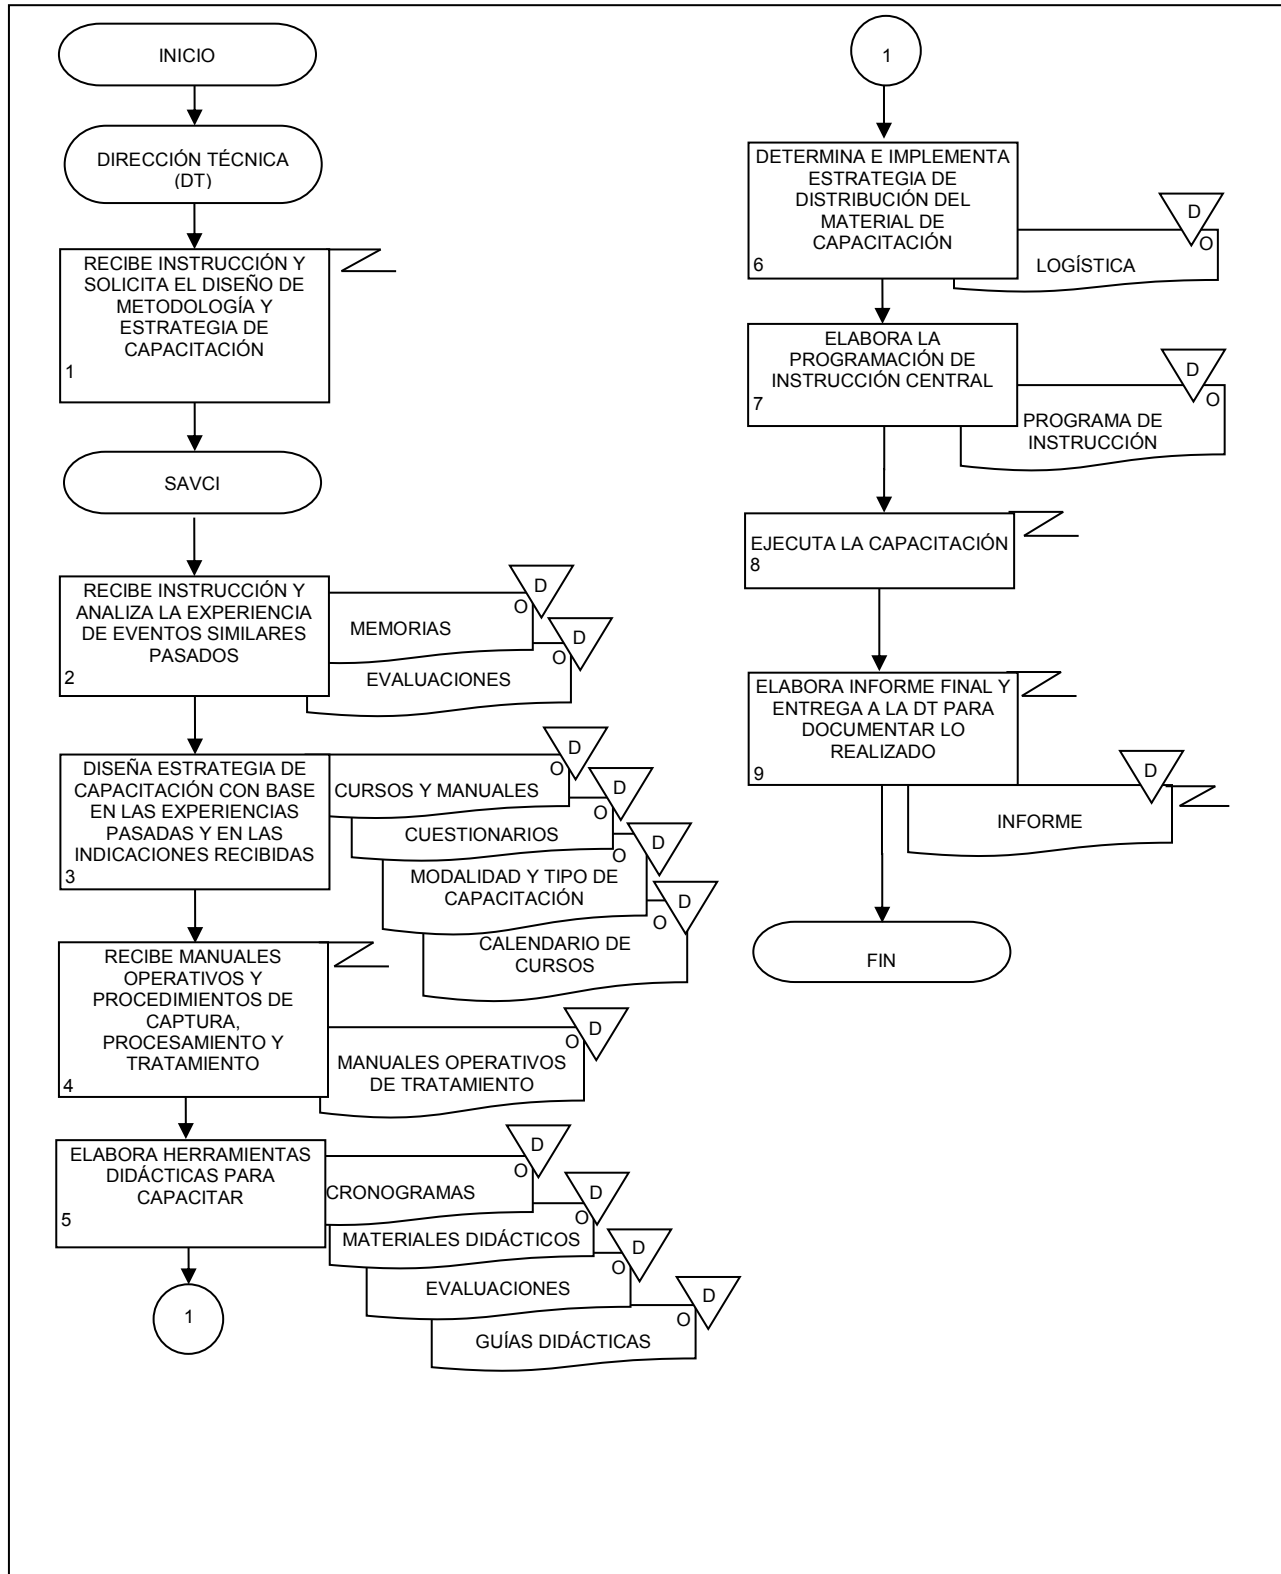 INICIO
DIRECCIÓN TÉCNICA
(DT)
RECIBE INSTRUCCIÓN Y
SOLICITA EL DISEÑO DE
METODOLOGÍA Y
ESTRATEGIA DE
CAPACITACIÓN
1
SAVCI
RECIBE INSTRUCCIÓN Y
ANALIZA LA EXPERIENCIA
DE EVENTOS SIMILARES
PASADOS
2
D
O
MEMORIAS
D
O
EVALUACIONES
DISEÑA ESTRATEGIA DE
CAPACITACIÓN CON BASE
EN LAS EXPERIENCIAS
PASADAS Y EN LAS
INDICACIONES RECIBIDAS
3
D
O
CURSOS Y MANUALES
D
O
CUESTIONARIOS
D
O
MODALIDAD Y TIPO DE
CAPACITACIÓN
D
O
CALENDARIO DE
CURSOS
RECIBE MANUALES
OPERATIVOS Y
PROCEDIMIENTOS DE
CAPTURA,
PROCESAMIENTO Y
TRATAMIENTO
4
D
O
MANUALES OPERATIVOS
DE TRATAMIENTO
ELABORA HERRAMIENTAS
DIDÁCTICAS PARA
CAPACITAR
5
D
O
CRONOGRAMAS
D
O
MATERIALES DIDÁCTICOS
D
O
EVALUACIONES
D
O
GUÍAS DIDÁCTICAS
1
1
DETERMINA E IMPLEMENTA
ESTRATEGIA DE
DISTRIBUCIÓN DEL
MATERIAL DE
CAPACITACIÓN
6
D
O
LOGÍSTICA
ELABORA LA
PROGRAMACIÓN DE
INSTRUCCIÓN CENTRAL
7
D
O
PROGRAMA DE
INSTRUCCIÓN
EJECUTA LA CAPACITACIÓN
8
ELABORA INFORME FINAL Y
ENTREGA A LA DT PARA
DOCUMENTAR LO
REALIZADO
9
D
INFORME
FIN